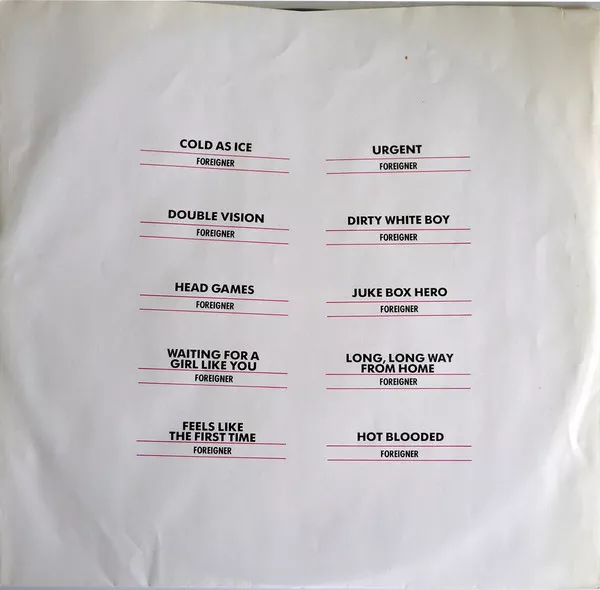 COLD AS ICE
FOREIGNER
DOUBLE VISION
FOREIGNER
HEAD GAMES
FOREIGNER
WAITING FOR A
GIRL LIKE YOU
FOREIGNER
FEELS LIKE
THE FIRST TIME
FOREIGNER
URGENT
FOREIGNER
DIRTY WHITE BOY
FOREIGNER
JUKE BOX HERO
FOREIGNER
LONG, LONG WAY
FROM HOME
FOREIGNER
HOT BLOODED
FOREIGNER